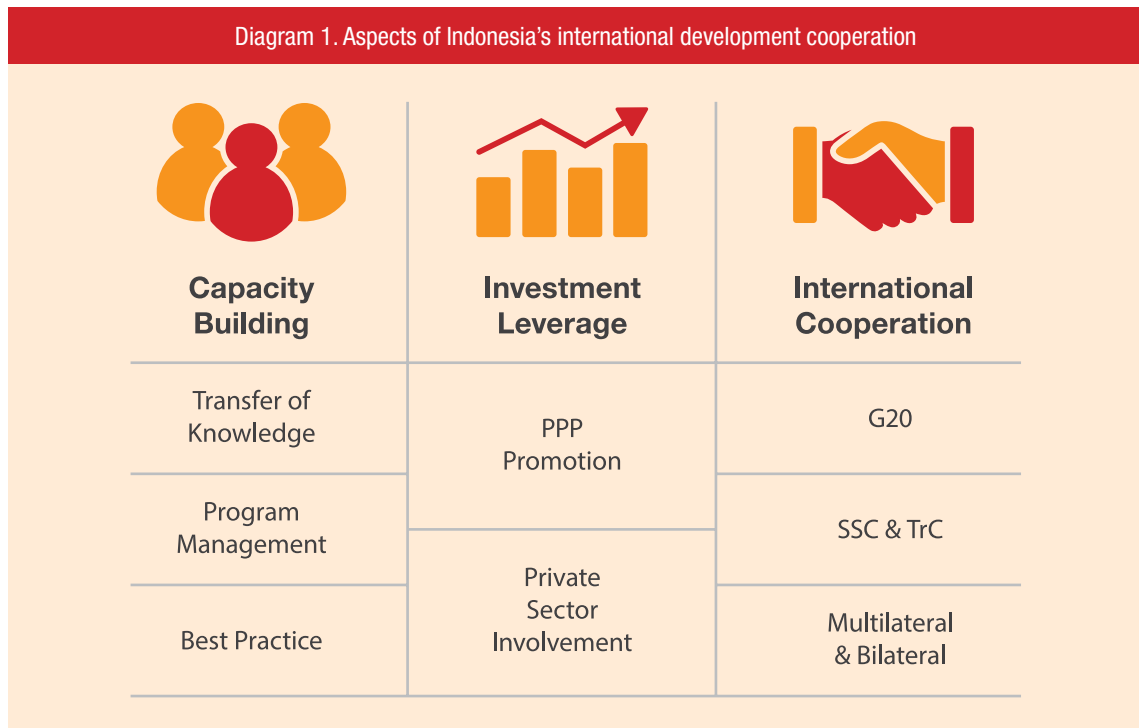 Diagram 1. Aspects of Indonesia’s international development cooperation
Capacity
Building
Transfer of
Knowledge
Program
Management
Best Practice
Investment
Leverage
PPP
Promotion
Private
Sector
Involvement
International
Cooperation
G20
SSC & TrC
Multilateral
& Bilateral